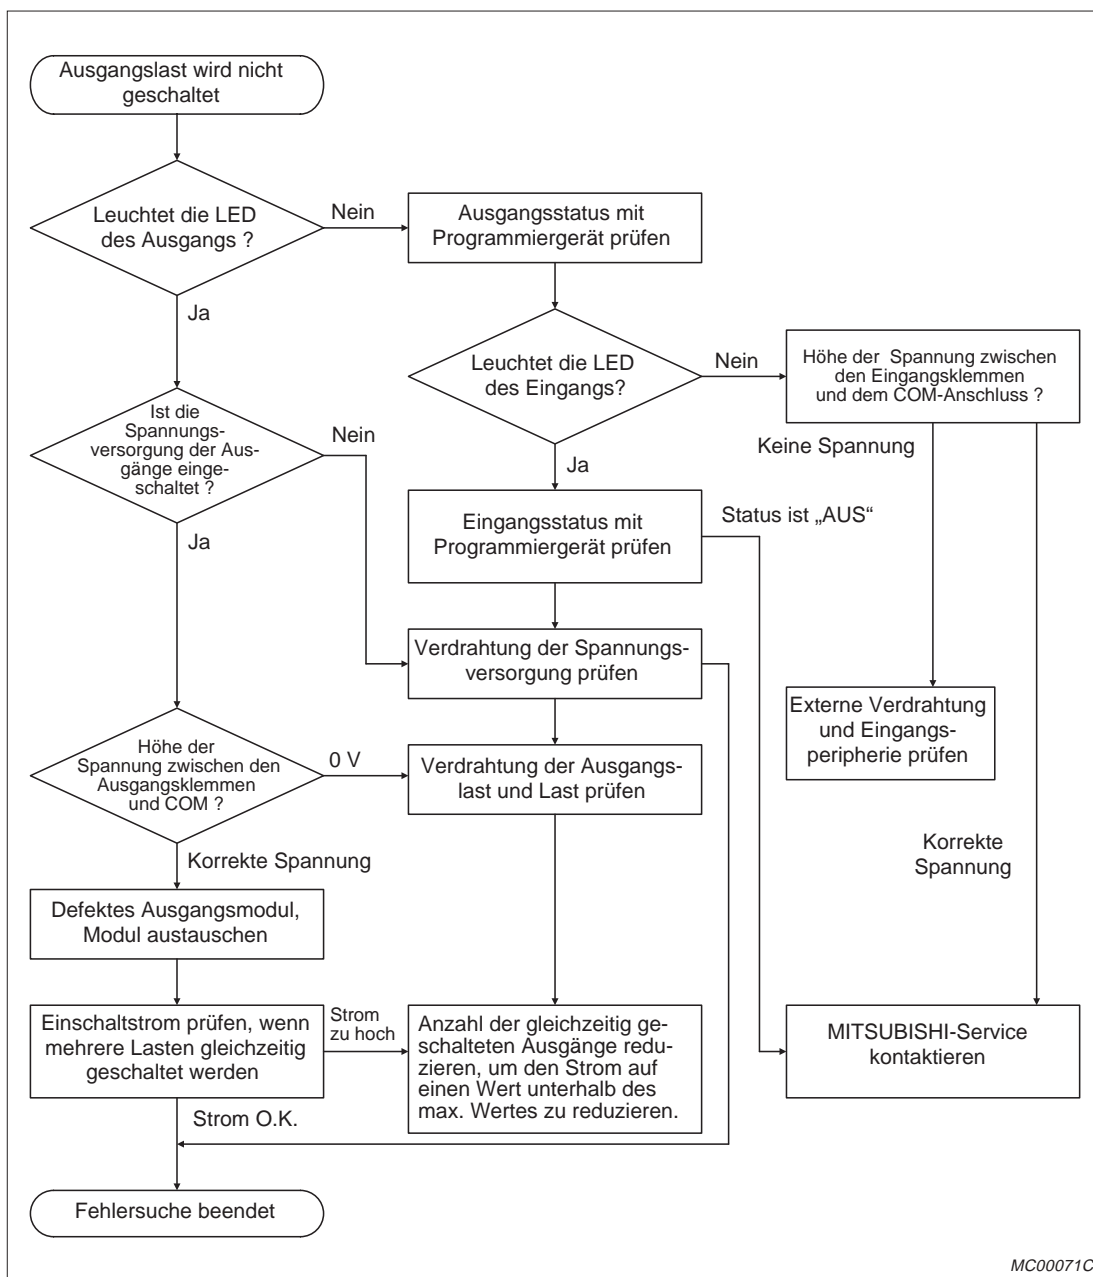 Ausgangslast wird nicht
geschaltet
Leuchtet die LED
des Ausgangs ?
Nein
Ausgangsstatus mit
Programmiergerät prüfen
Ja
Leuchtet die LED
des Eingangs?
Nein
Höhe der Spannung zwischen
den Eingangsklemmen
und dem COM-Anschluss ?
Ist die
Spannungs-
versorgung der Aus-
gänge einge-
schaltet ?
Nein
Keine Spannung
Ja
Eingangsstatus mit
Programmiergerät prüfen
Status ist „AUS“
Ja
Verdrahtung der Spannungs-
versorgung prüfen
Externe Verdrahtung
und Eingangs-
peripherie prüfen
Höhe der
Spannung zwischen den
Ausgangsklemmen
und COM ?
0 V
Verdrahtung der Ausgangs-
last und Last prüfen
Korrekte
Spannung
Korrekte Spannung
Defektes Ausgangsmodul,
Modul austauschen
Einschaltstrom prüfen, wenn
mehrere Lasten gleichzeitig
geschaltet werden
Strom
zu hoch
Anzahl der gleichzeitig ge-
schalteten Ausgänge redu-
zieren, um den Strom auf
einen Wert unterhalb des
max. Wertes zu reduzieren.
MITSUBISHI-Service
kontaktieren
Strom O.K.
Fehlersuche beendet
MC00071C